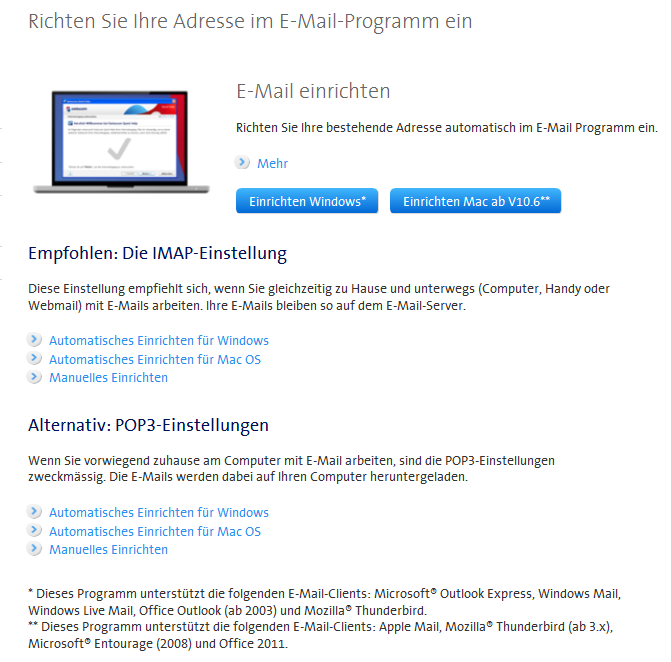 Richten Sie Ihre Adresse im E-Mail-Programm ein
E-Mail einrichten
Richten Sie Ihre bestehende Adresse automatisch im E-Mail Programm ein.
Mehr
Einrichten Windows*
Einrichten Mac ab V10.6**
Empfohlen: Die IMAP-Einstellung
Diese Einstellung empfiehlt sich, wenn Sie gleichzeitig zu Hause und unterwegs (Computer, Handy oder
Webmail) mit E-Mails arbeiten. Ihre E-Mails bleiben so auf dem E-Mail-Server.
Automatisches Einrichten für Windows
Automatisches Einrichten für Mac OS
Manuelles Einrichten
Alternativ: POP3-Einstellungen
Wenn Sie vorwiegend zuhause am Computer mit E-Mail arbeiten, sind die POP3-Einstellungen
zweckmässig. Die E-Mails werden dabei auf Ihren Computer heruntergeladen.
Automatisches Einrichten für Windows
Automatisches Einrichten für Mac OS
Manuelles Einrichten
* Dieses Programm unterstützt die folgenden E-Mail-Clients: Microsoft® Outlook Express, Windows Mail,
Windows Live Mail, Office Outlook (ab 2003) und Mozilla® Thunderbird.
** Dieses Programm unterstützt die folgenden E-Mail-Clients: Apple Mail, Mozilla® Thunderbird (ab 3.x),
Microsoft® Entourage (2008) und Office 2011.